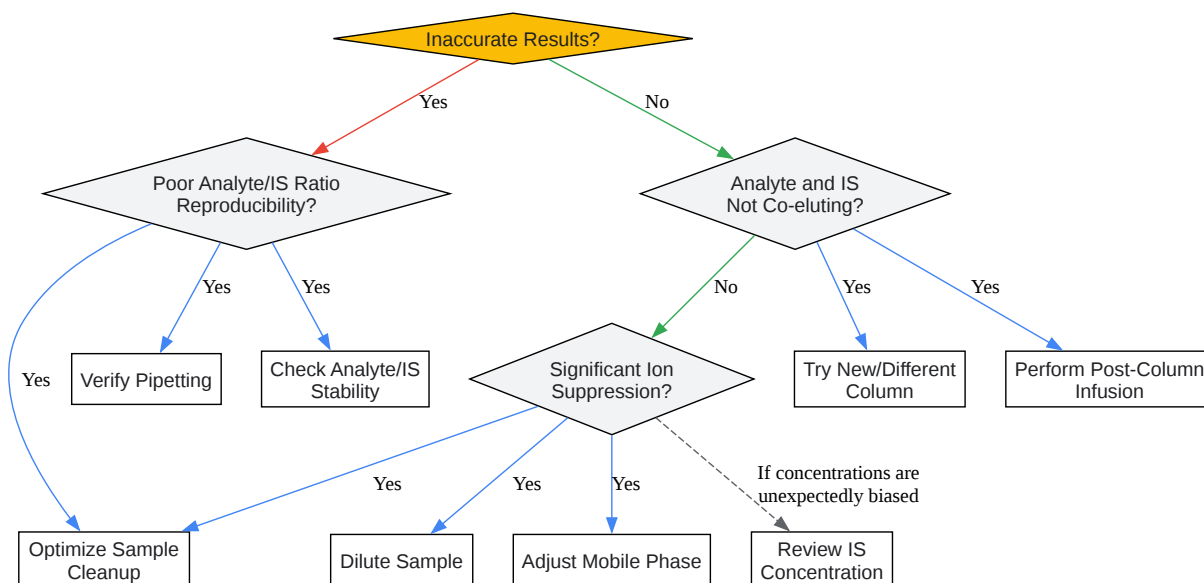 Inaccurate Results?
Yes
No
Poor Analyte/IS Ratio
Reproducibility?
Analyte and IS
Not Co-eluting?
Yes
Yes
No
Yes
Yes
Verify Pipetting
Check Analyte/IS
Stability
Significant Ion
Suppression?
Try New/Different
Column
Perform Post-Column
Infusion
Yes
Yes
Yes
Yes
If concentrations are
unexpectedly biased
Optimize Sample
Cleanup
Dilute Sample
Adjust Mobile Phase
Review IS
Concentration